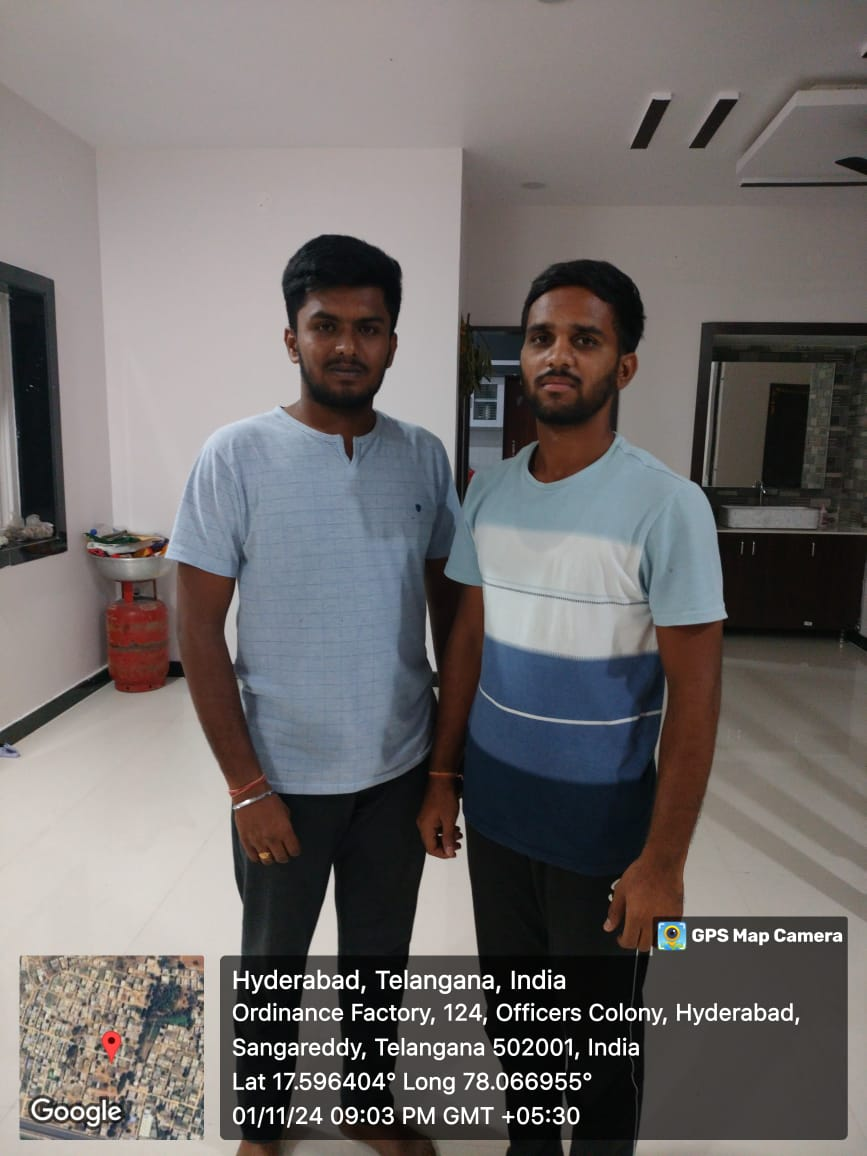 GPS Map Camera
Hyderabad, Telangana, India
Ordinance Factory, 124, Officers Colony, Hyderabad,
Sangareddy, Telangana 502001, India
Lat 17.596404° Long 78.066955°
01/11/24 09:03 PM GMT +05:30
Google